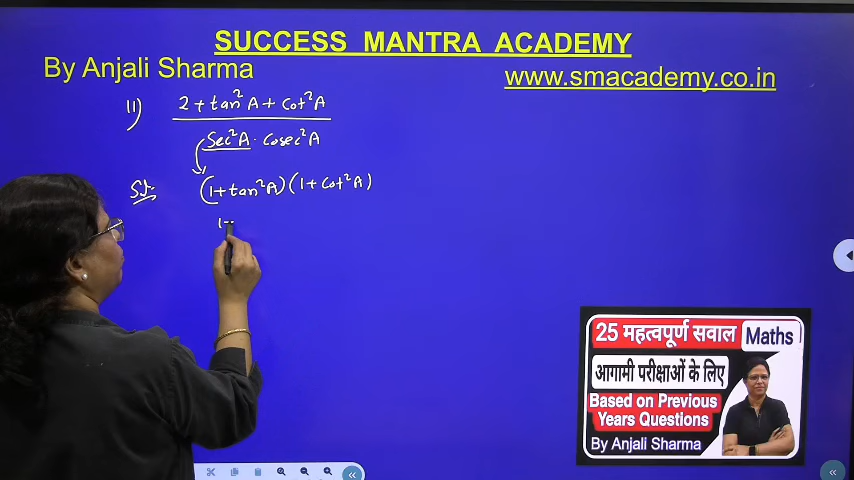 SUCCESS MANTRA ACADEMY
By Anjali Sharma
www.smacademy.co.in
11) 2 + tan²A + Cot²A
Sec²A · Cosec²A
(1 + tan²A)(1 + Cot²A)
1
25 महत्वपूर्ण सवाल Maths
आगामी परीक्षाओं के लिए
Based on Previous
Years Questions
By Anjali Sharma